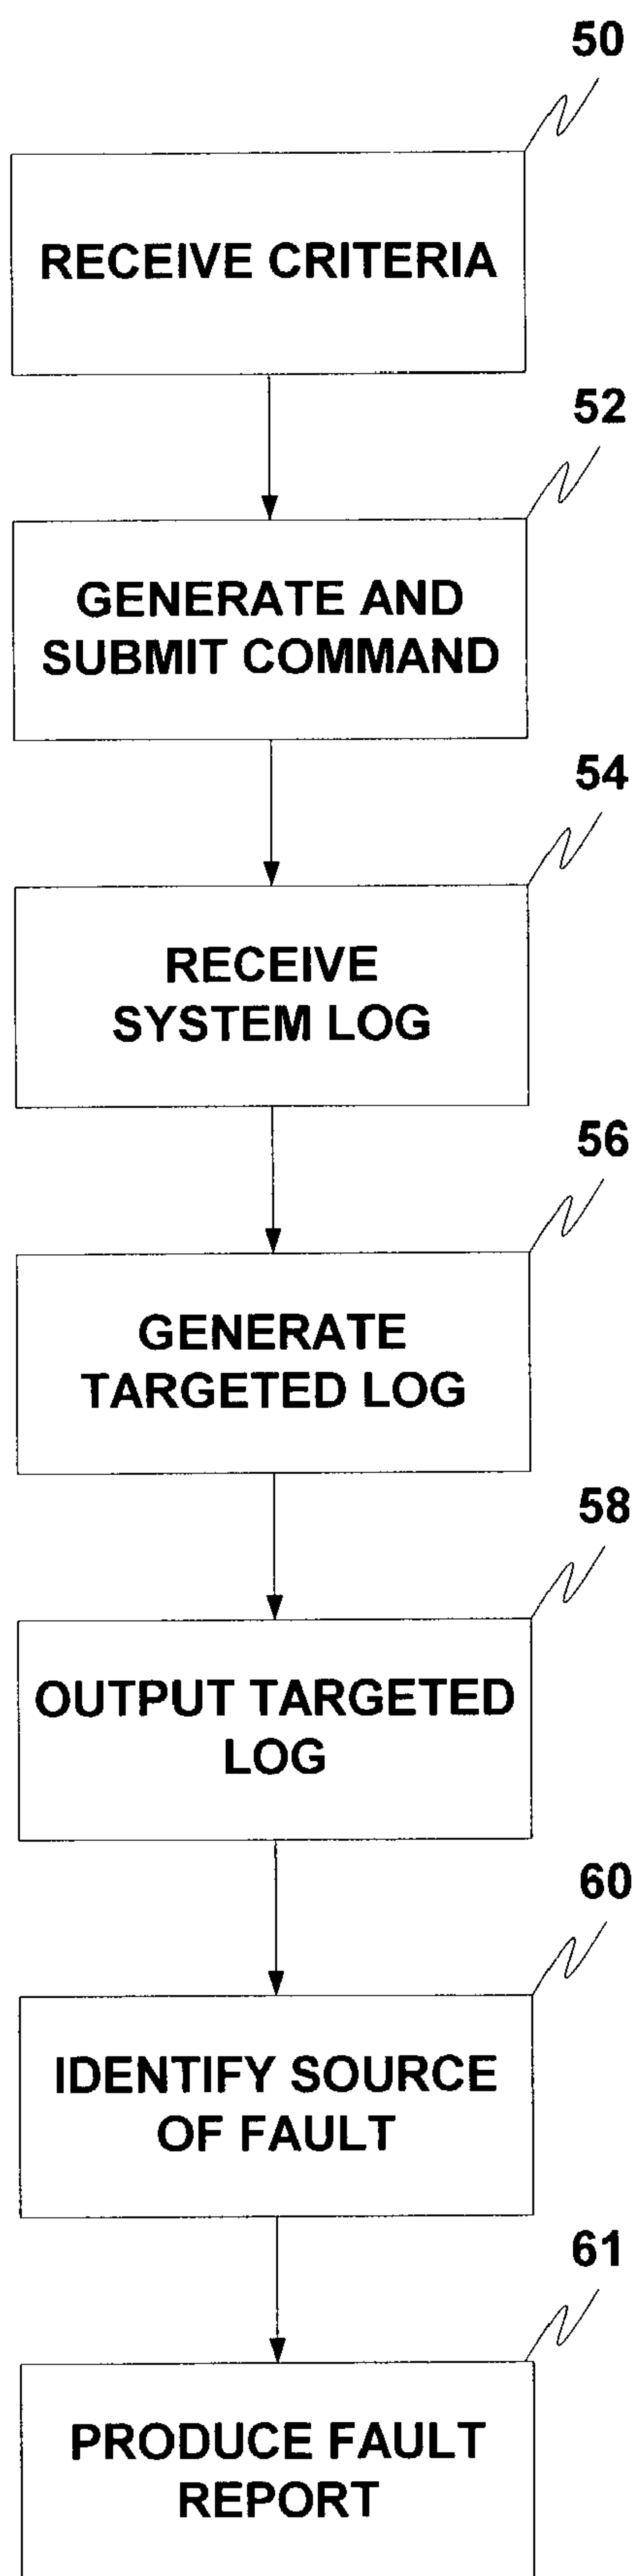 50
RECEIVE CRITERIA
52
GENERATE AND
SUBMIT COMMAND
54
RECEIVE
SYSTEM LOG
56
GENERATE
TARGETED LOG
58
OUTPUT TARGETED
LOG
60
IDENTIFY SOURCE
OF FAULT
61
PRODUCE FAULT
REPORT